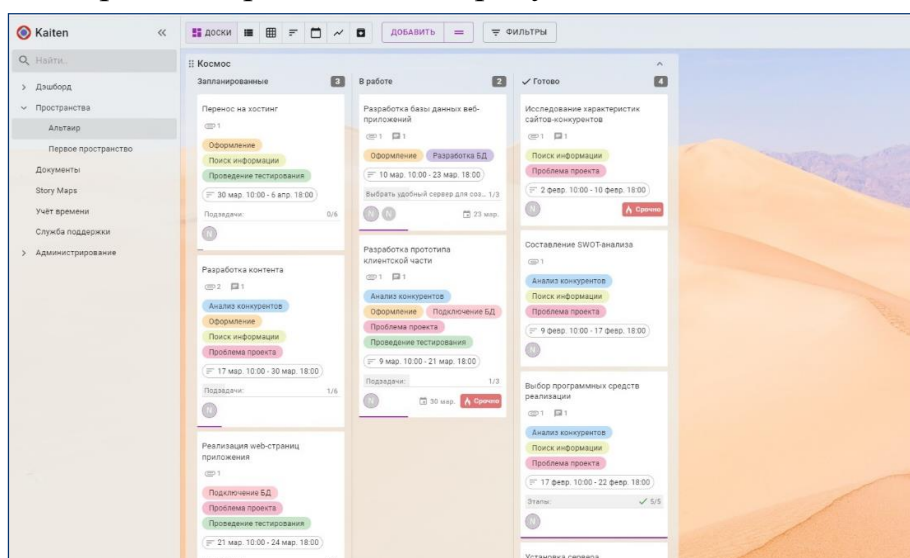 Kaiten
Найти..
Дэшборд
Пространства
Альтаир
Первое пространство
Документы
Story Maps
Учёт времени
Служба поддержки
Администрирование
ДОСКИ
ДОБАВИТЬ
ФИЛЬТРЫ
Космос
Запланированные 3
Перенос на хостинг
1
Оформление
Поиск информации
Проведение тестирования
30 мар. 10:00 - 6 апр. 18:00
Подзадачи: 0/6
N
Разработка контента
2 1
Анализ конкурентов
Оформление
Поиск информации
Проблема проекта
17 мар. 10:00 - 30 мар. 18:00
Подзадачи: 1/6
N
Реализация web-страниц
приложения
1
Подключение БД
Проблема проекта
Проведение тестирования
21 мар. 10:00 - 24 мар. 18:00
В работе 2
Разработка базы данных веб-
приложений
1 1
Оформление Разработка БД
10 мар. 10:00 - 23 мар. 18:00
Выбрать удобный сервер для соз... 1/3
N N 23 мар.
Разработка прототипа
клиентской части
1 1
Анализ конкурентов
Оформление Подключение БД
Проблема проекта
Проведение тестирования
9 мар. 10:00 - 21 мар. 18:00
Подзадачи: 1/3
N 30 мар. Срочно
Готово 4
Исследование характеристик
сайтов-конкурентов
1 1
Поиск информации
Проблема проекта
2 февр. 10:00 - 10 февр. 18:00
N Срочно
Составление SWOT-анализа
1
Анализ конкурентов
Поиск информации
Проблема проекта
9 февр. 10:00 - 17 февр. 18:00
N
Выбор программных средств
реализации
1 1
Анализ конкурентов
Поиск информации
Проблема проекта
17 февр. 10:00 - 22 февр. 18:00
Этапы: 5/5
N
Установка сервера